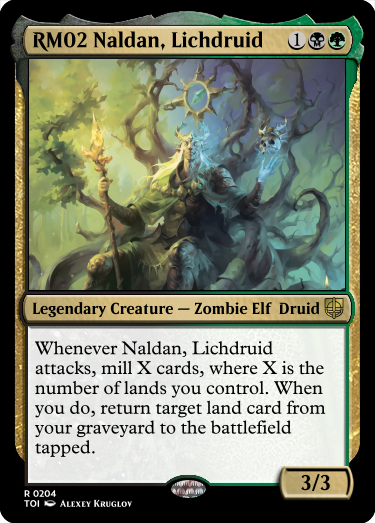 RM02 Naldan, Lichdruid 1
Legendary Creature — Zombie Elf Druid
Whenever Naldan, Lichdruid
attacks, mill X cards, where X is the
number of lands you control. When
you do, return target land card from
your graveyard to the battlefield
tapped.
3/3
R 0204
TOI Alexey Kruglov